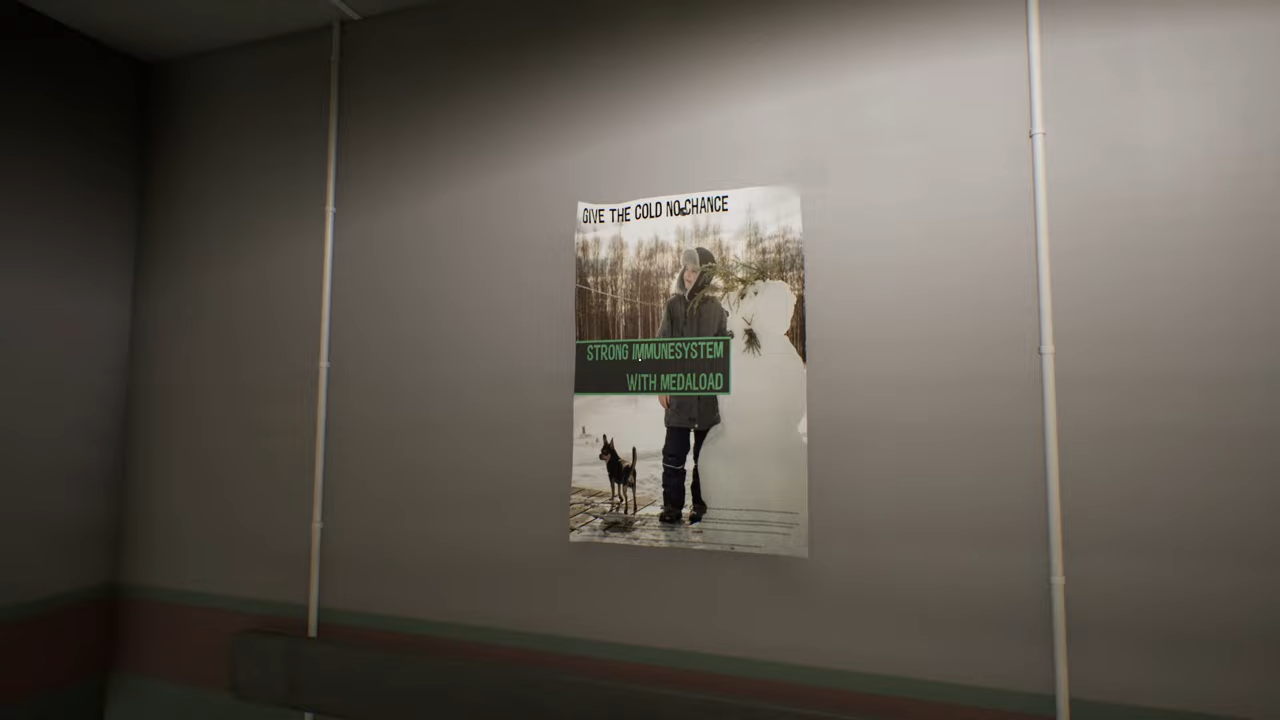 GIVE THE COLD NO CHANCE
STRONG IMMUNESYSTEM
WITH MEDALOAD